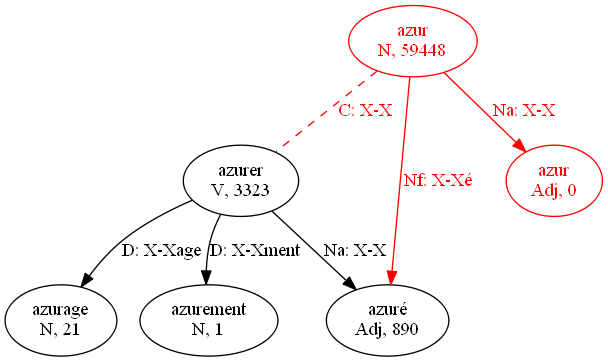 azur
N, 59448
C: X-X
Na: X-X
azurer
V, 3323
Nf: X-Xé
azur
Adj, 0
D: X-Xage
D: X-Xment
Na: X-X
azurage
N, 21
azurement
N, 1
azuré
Adj, 890